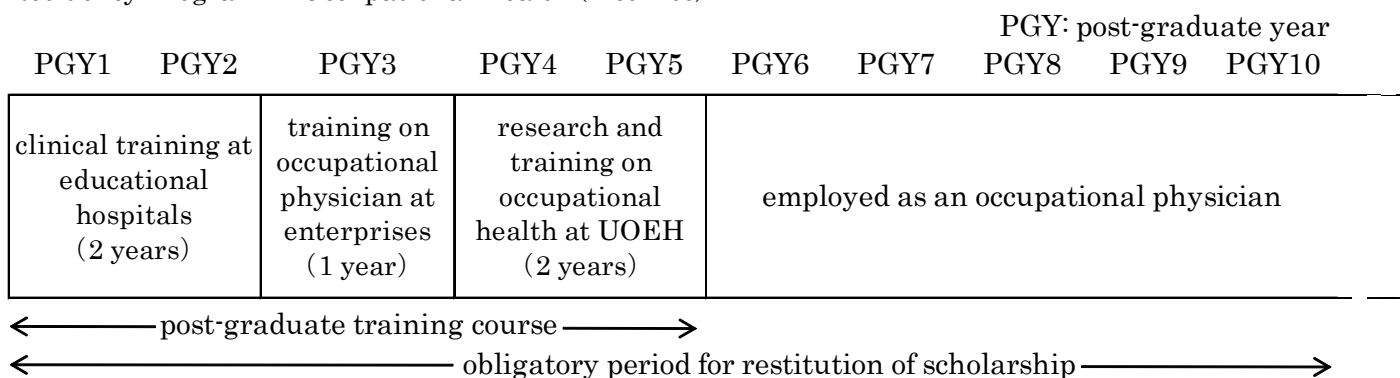 PGY: post-graduate year
PGY1 PGY2 PGY3 PGY4 PGY5 PGY6 PGY7 PGY8 PGY9 PGY10
clinical training at
educational
hospitals
(2 years)
training on
occupational
physician at
enterprises
(1 year)
research and
training on
occupational
health at UOEH
(2 years)
employed as an occupational physician
post-graduate training course
obligatory period for restitution of scholarship